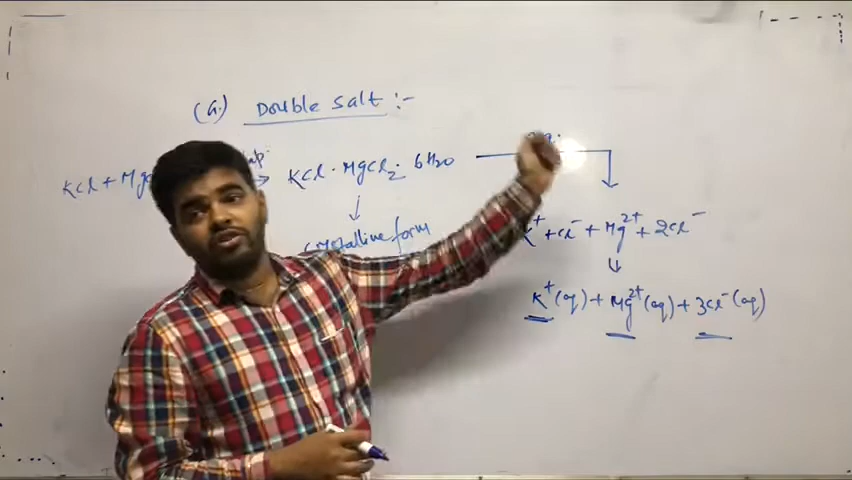 (a.) Double Salt :-
KCl + Mg
KCl · MgCl₂ · 6H₂O
crystalline form
+ Cl⁻ + Mg²⁺ + 2Cl⁻
K⁺(aq) + Mg²⁺(aq) + 3Cl⁻(aq)